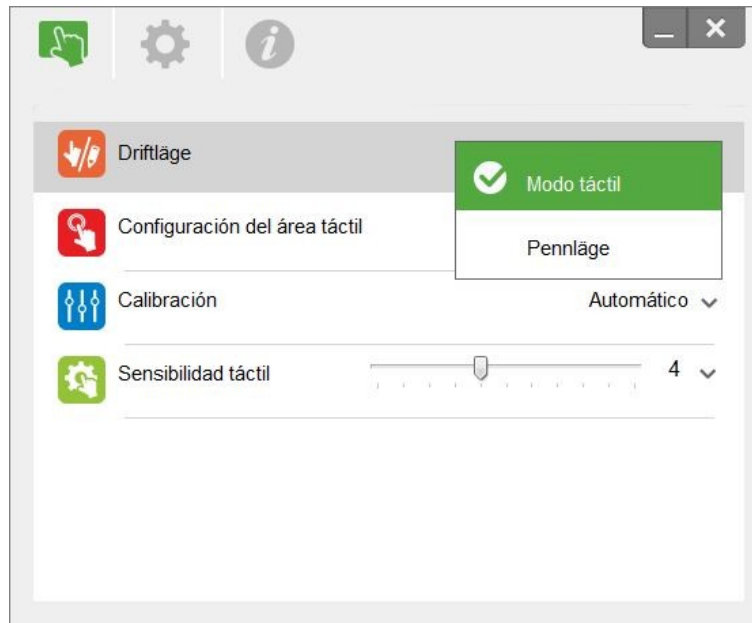 Driftläge
Modo táctil
Configuración del área táctil
Pennläge
Calibración
Automático
Sensibilidad táctil
4